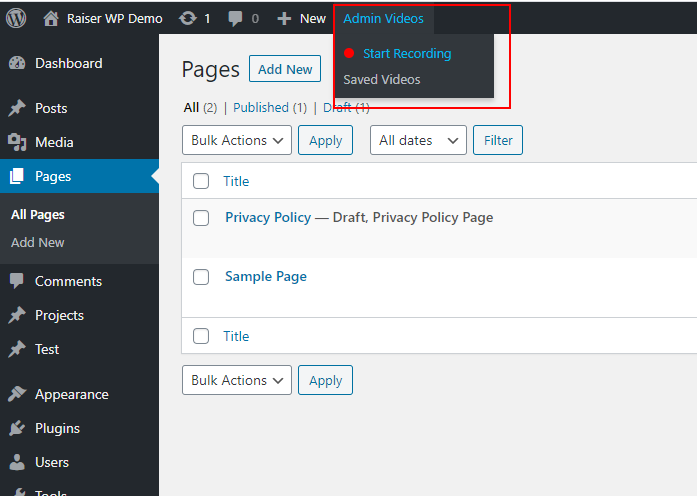 Raiser WP Demo 1 0 New Admin Videos
Start Recording
Saved Videos
Dashboard
Posts
Media
Pages
All Pages
Add New
Comments
Projects
Test
Appearance
Plugins
Users
Tools
Pages Add New
All (2) | Published (1) | Draft (1)
Bulk Actions Apply All dates Filter
Title
Privacy Policy — Draft, Privacy Policy Page
Sample Page
Title
Bulk Actions Apply